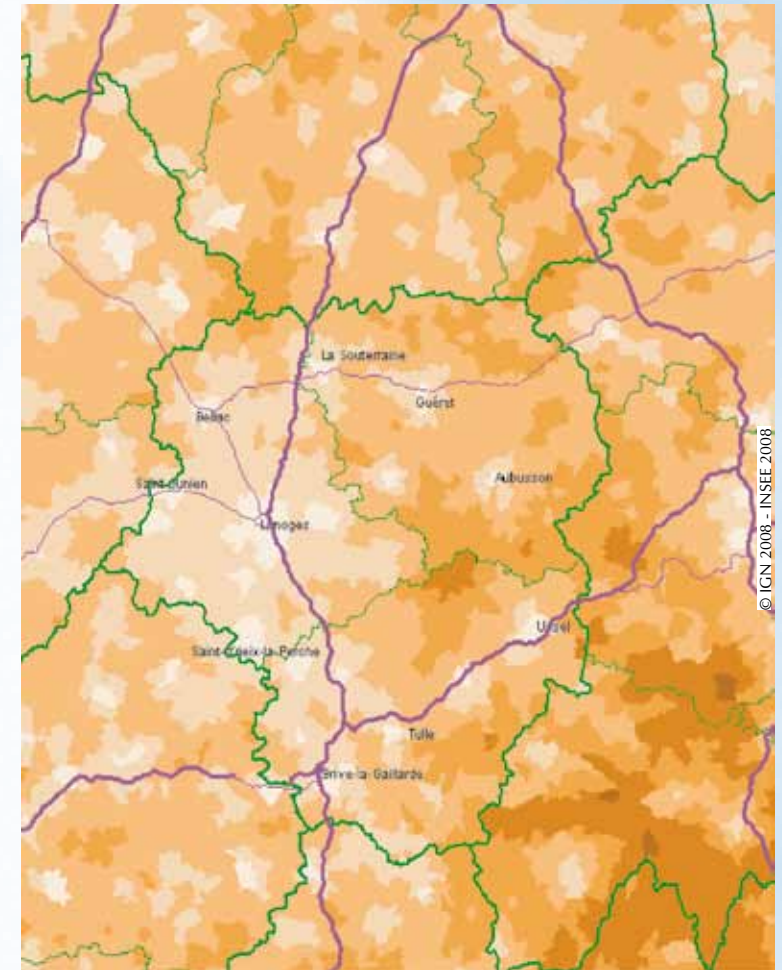 La Souterraine
Guéret
Bellac
Aubusson
Saint-Junien
Limoges
Ussel
Saint-Yrieix-la-Perche
Tulle
Brive-la-Gaillarde
© IGN 2008 - INSEE 2008